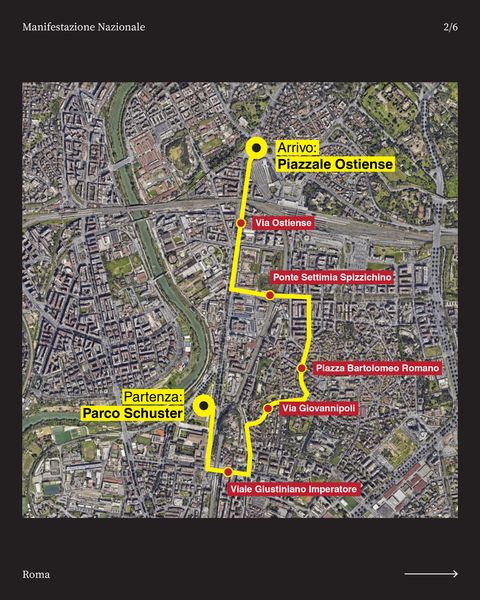 Manifestazione Nazionale
2/6
Arrivo:
Piazzale Ostiense
Via Ostiense
Ponte Settimia Spizzichino
Piazza Bartolomeo Romano
Partenza:
Parco Schuster
Via Giovannipoli
Viale Giustiniano Imperatore
Roma